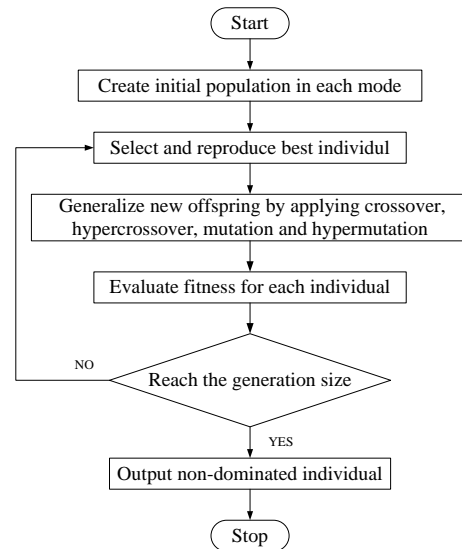 Start
Create initial population in each mode
Select and reproduce best individul
Generalize new offspring by applying crossover,
hypercrossover, mutation and hypermutation
Evaluate fitness for each individual
NO
Reach the generation size
YES
Output non-dominated individual
Stop